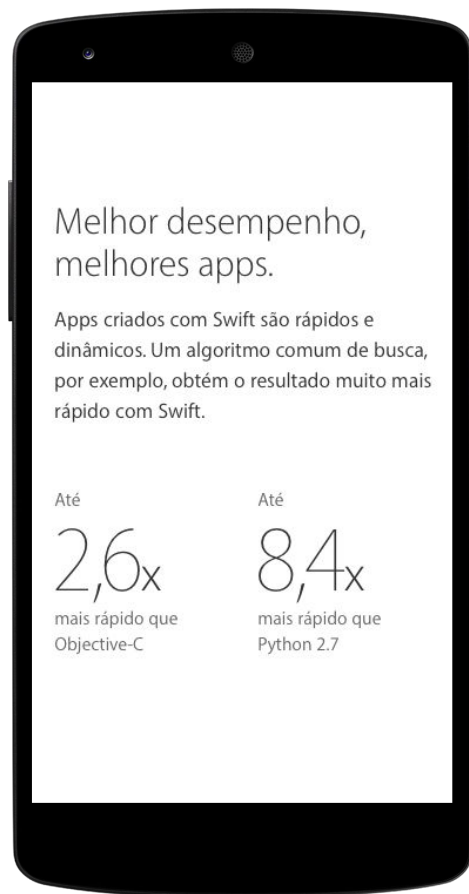 Melhor desempenho,
melhores apps.
Apps criados com Swift são rápidos e
dinâmicos. Um algoritmo comum de busca,
por exemplo, obtém o resultado muito mais
rápido com Swift.
Até
2,6x
mais rápido que
Objective-C
Até
8,4x
mais rápido que
Python 2.7